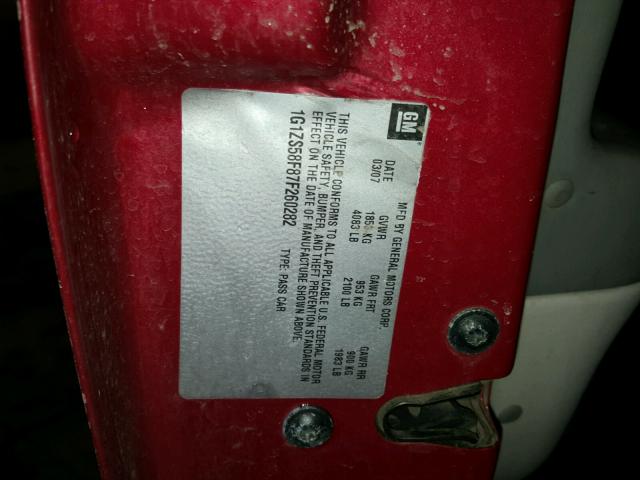 GM
MFD BY GENERAL MOTORS CORP.
DATE GVWR GAWR FRT GAWR RR
03/07 1850 KG 953 KG 900 KG
4083 LB 2100 LB 1983 LB
THIS VEHICLE CONFORMS TO ALL APPLICABLE U.S. FEDERAL MOTOR
VEHICLE SAFETY, BUMPER, AND THEFT PREVENTION STANDARDS IN
EFFECT ON THE DATE OF MANUFACTURE SHOWN ABOVE.
1G1ZS58F87F260282 TYPE: PASS CAR